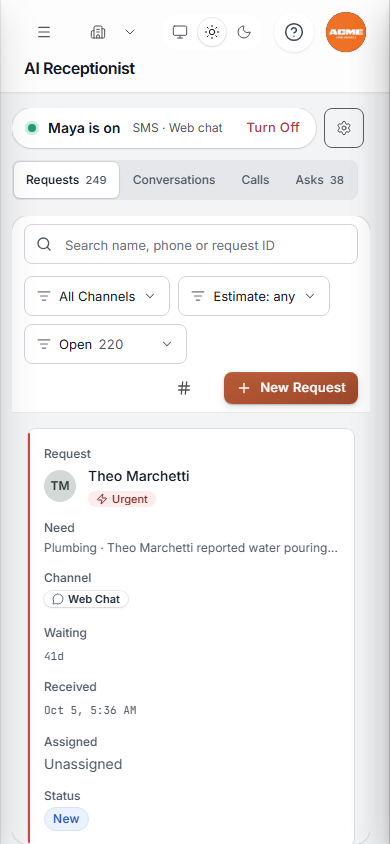 ACME
AI Receptionist
Maya is on SMS · Web chat Turn Off
Requests 249 Conversations Calls Asks 38
Search name, phone or request ID
All Channels Estimate: any
Open 220
# + New Request
Request
TM Theo Marchetti
Urgent
Need
Plumbing · Theo Marchetti reported water pouring...
Channel
Web Chat
Waiting
41d
Received
Oct 5, 5:36 AM
Assigned
Unassigned
Status
New